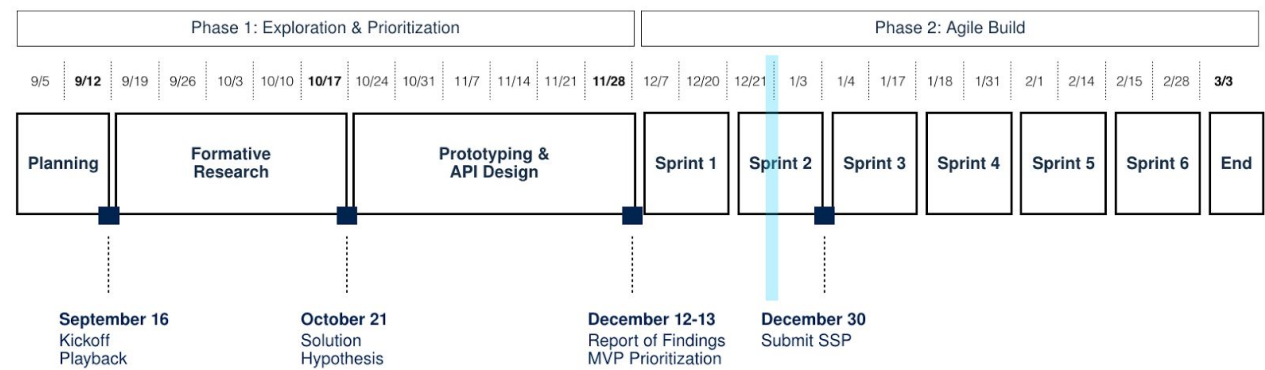 Phase 1: Exploration & Prioritization
Phase 2: Agile Build
9/5 9/12 9/19 9/26 10/3 10/10 10/17 10/24 10/31 11/7 11/14 11/21 11/28 12/7 12/20 12/21 1/3 1/4 1/17 1/18 1/31 2/1 2/14 2/15 2/28 3/3
Planning
Formative
Research
Prototyping &
API Design
Sprint 1
Sprint 2
Sprint 3
Sprint 4
Sprint 5
Sprint 6
End
September 16
Kickoff
Playback
October 21
Solution
Hypothesis
December 12-13
Report of Findings
MVP Prioritization
December 30
Submit SSP